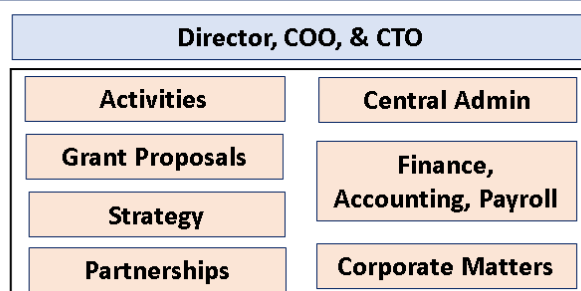 Director, COO, & CTO
Activities
Grant Proposals
Strategy
Partnerships
Central Admin
Finance,
Accounting, Payroll
Corporate Matters